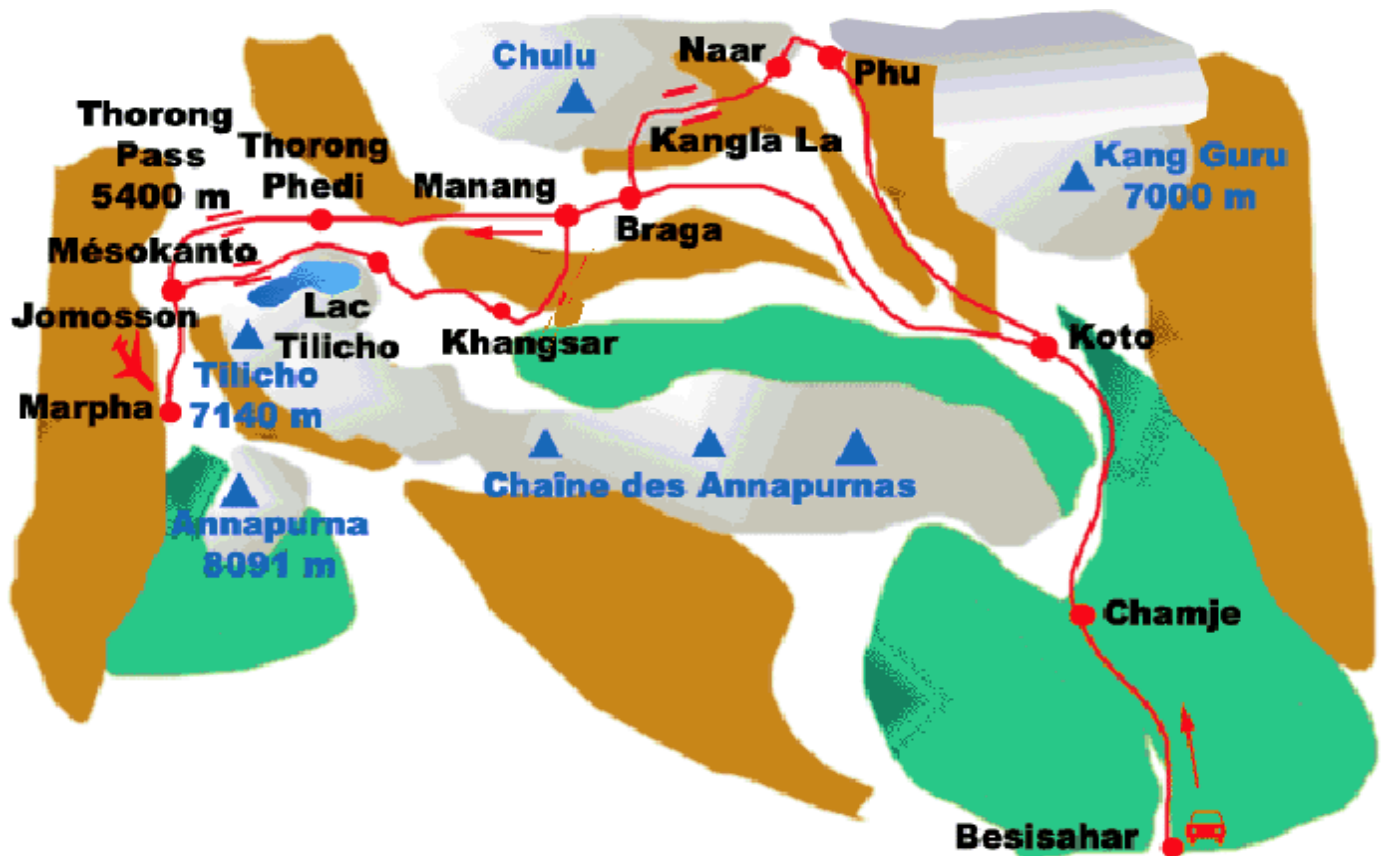 Chulu
Naar
Phu
Thorong
Pass
5400 m
Thorong
Phedi
Manang
Kangla La
Kang Guru
7000 m
Braga
Mésokanto
Jomosson
Lac
Tilicho
Khangsar
Koto
Tilicho
7140 m
Marpha
Chaîne des Annapurnas
Annapurna
8091 m
Chamje
Besisahar